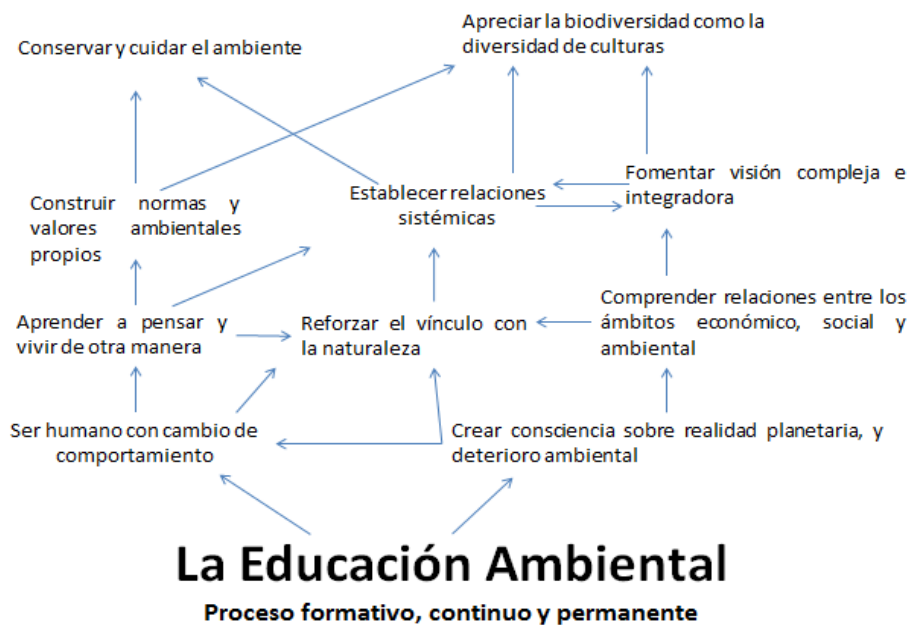 Conservar y cuidar el ambiente
Apreciar la biodiversidad como la
diversidad de culturas
Construir normas y
valores ambientales
propios
Establecer relaciones
sistémicas
Fomentar visión compleja e
integradora
Aprender a pensar y
vivir de otra manera
Reforzar el vínculo con
la naturaleza
Comprender relaciones entre los
ámbitos económico, social y
ambiental
Ser humano con cambio de
comportamiento
Crear consciencia sobre realidad planetaria, y
deterioro ambiental
La Educación Ambiental
Proceso formativo, continuo y permanente